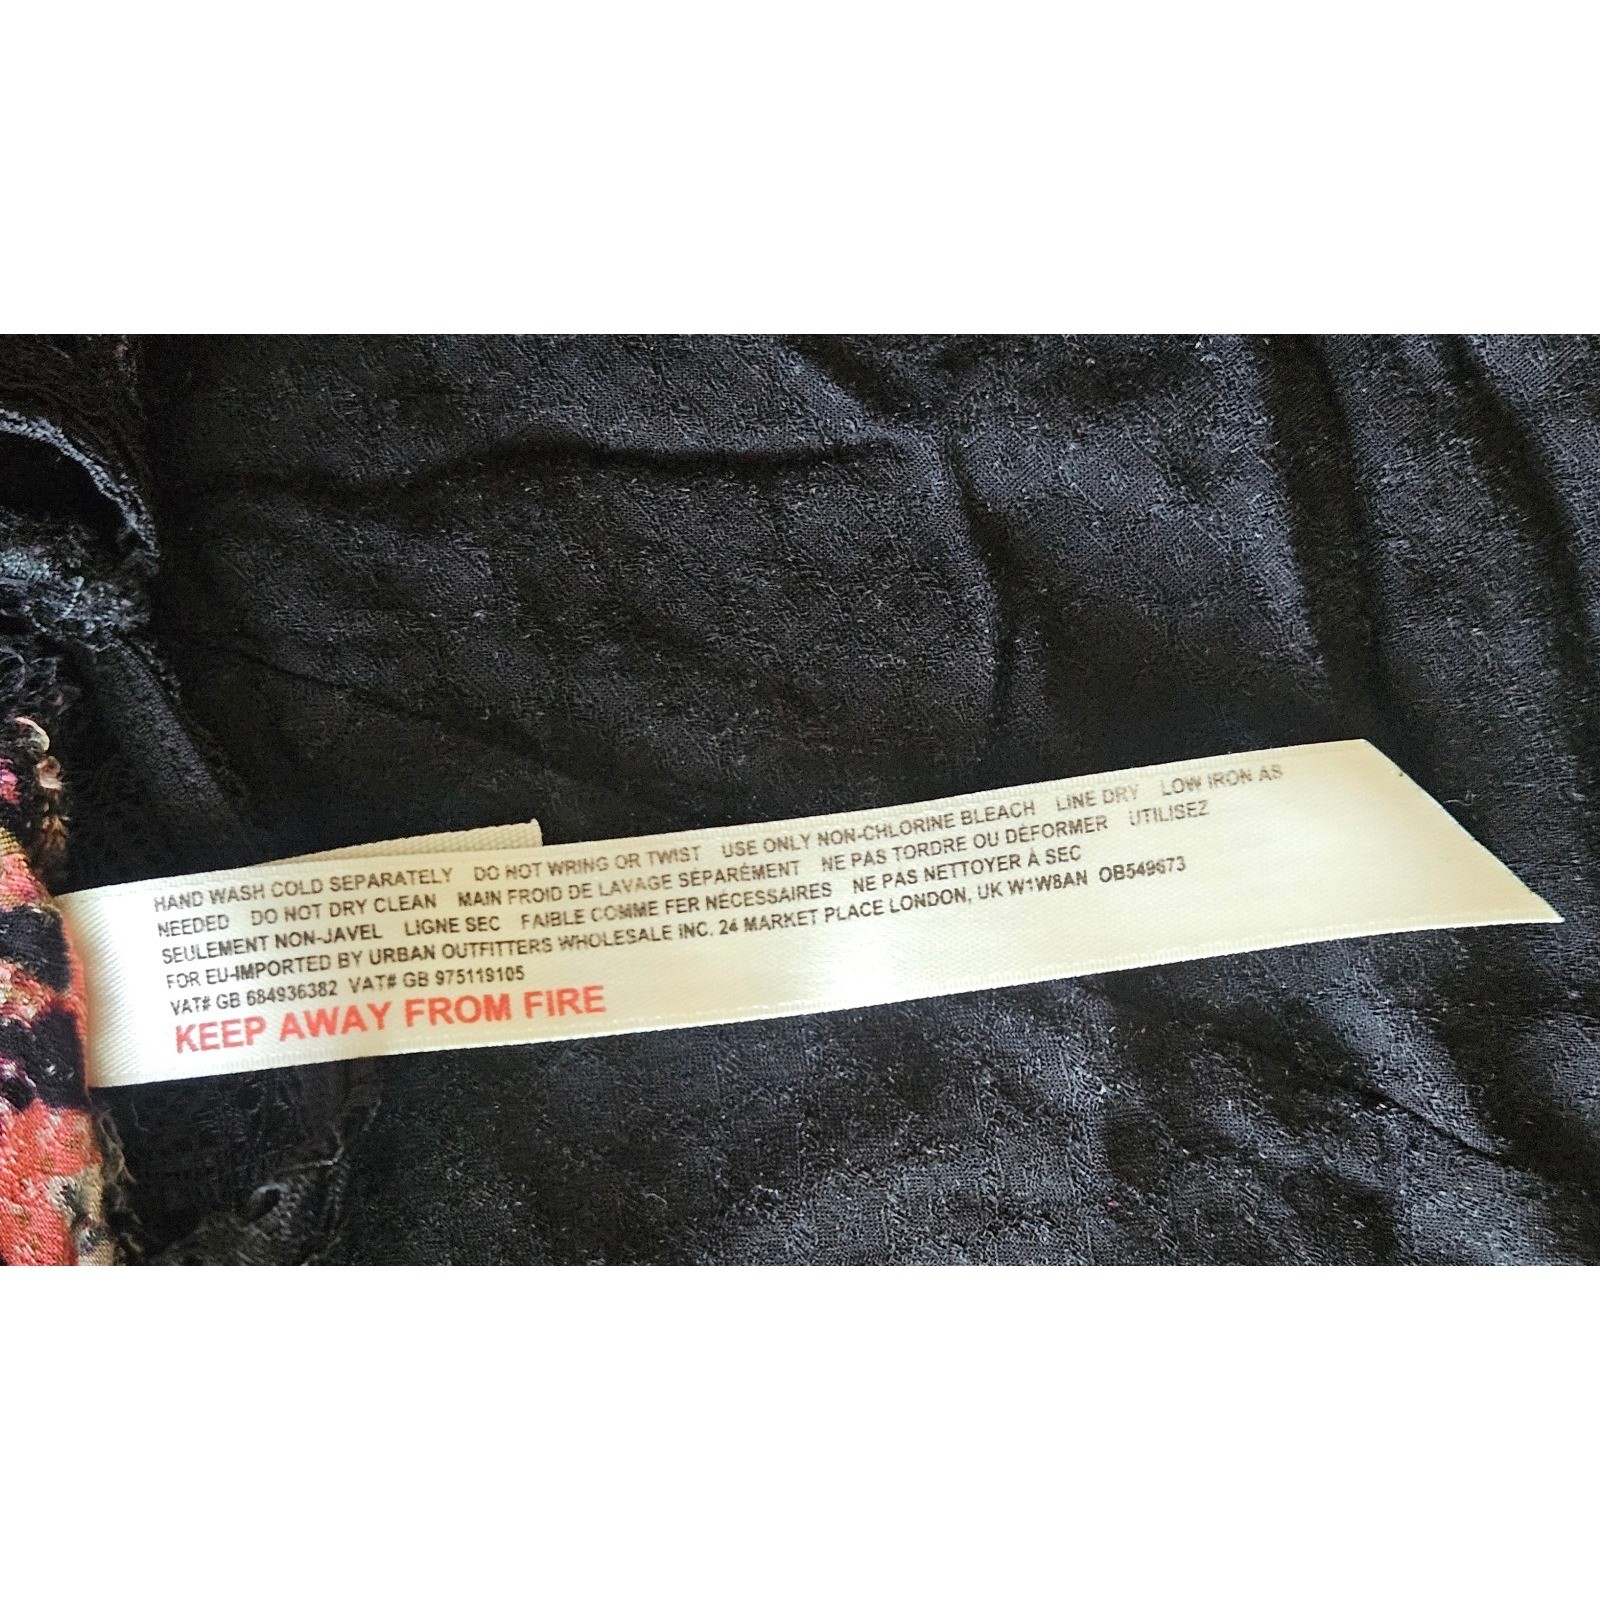 HAND WASH COLD SEPARATELY DO NOT WRING OR TWIST USE ONLY NON-CHLORINE BLEACH LINE DRY LOW IRON AS
NEEDED DO NOT DRY CLEAN MAIN FROID DE LAVAGE SÉPARÉMENT NE PAS TORDRE OU DÉFORMER UTILISEZ
SEULEMENT NON-JAVEL LIGNE SEC FAIBLE COMME FER NÉCESSAIRES NE PAS NETTOYER À SEC
FOR EU-IMPORTED BY URBAN OUTFITTERS WHOLESALE INC. 24 MARKET PLACE LONDON, UK W1W8AN OB549673
VAT# GB 684936382 VAT# GB 975119105
KEEP AWAY FROM FIRE